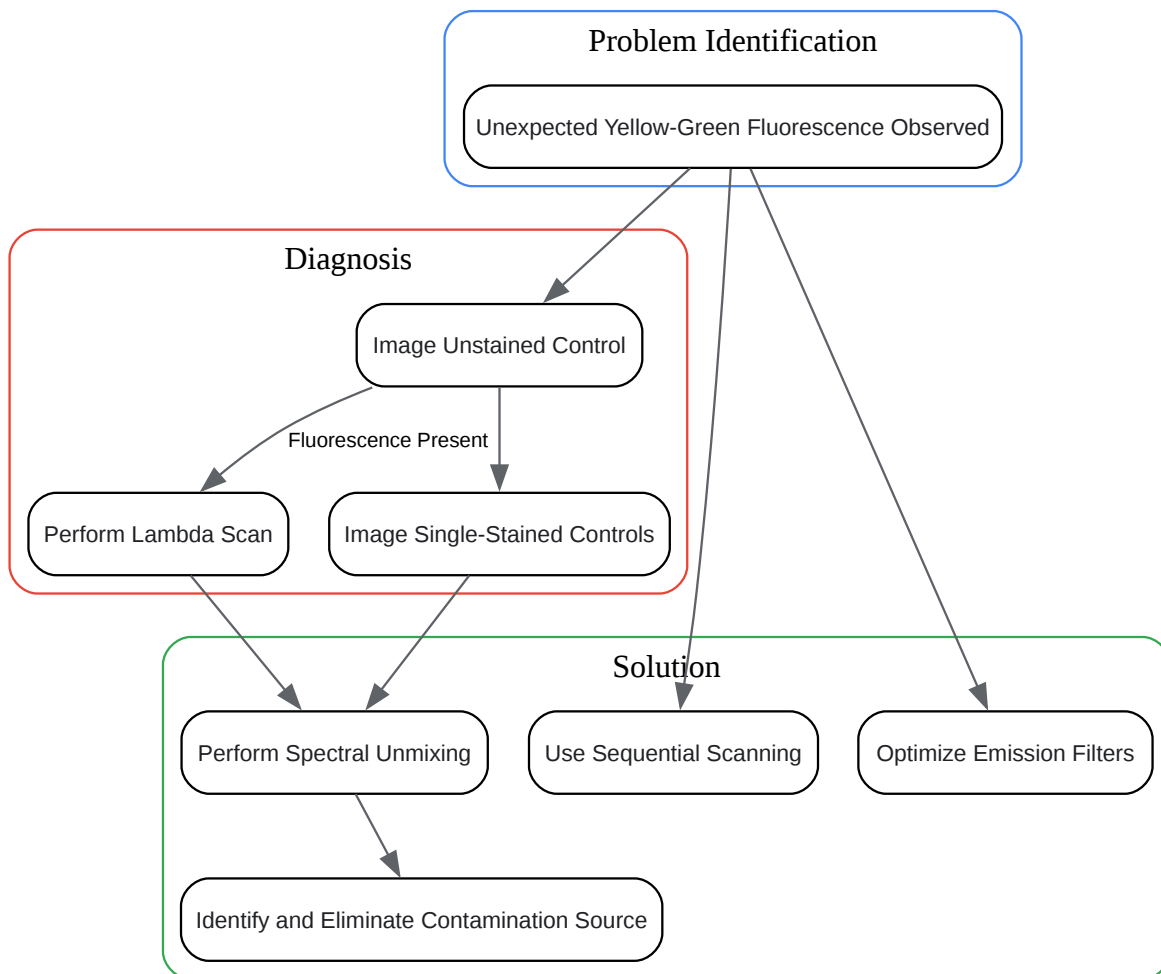 Problem Identification
Unexpected Yellow-Green Fluorescence Observed
Diagnosis
Image Unstained Control
Fluorescence Present
Perform Lambda Scan
Image Single-Stained Controls
Solution
Perform Spectral Unmixing
Use Sequential Scanning
Optimize Emission Filters
Identify and Eliminate Contamination Source